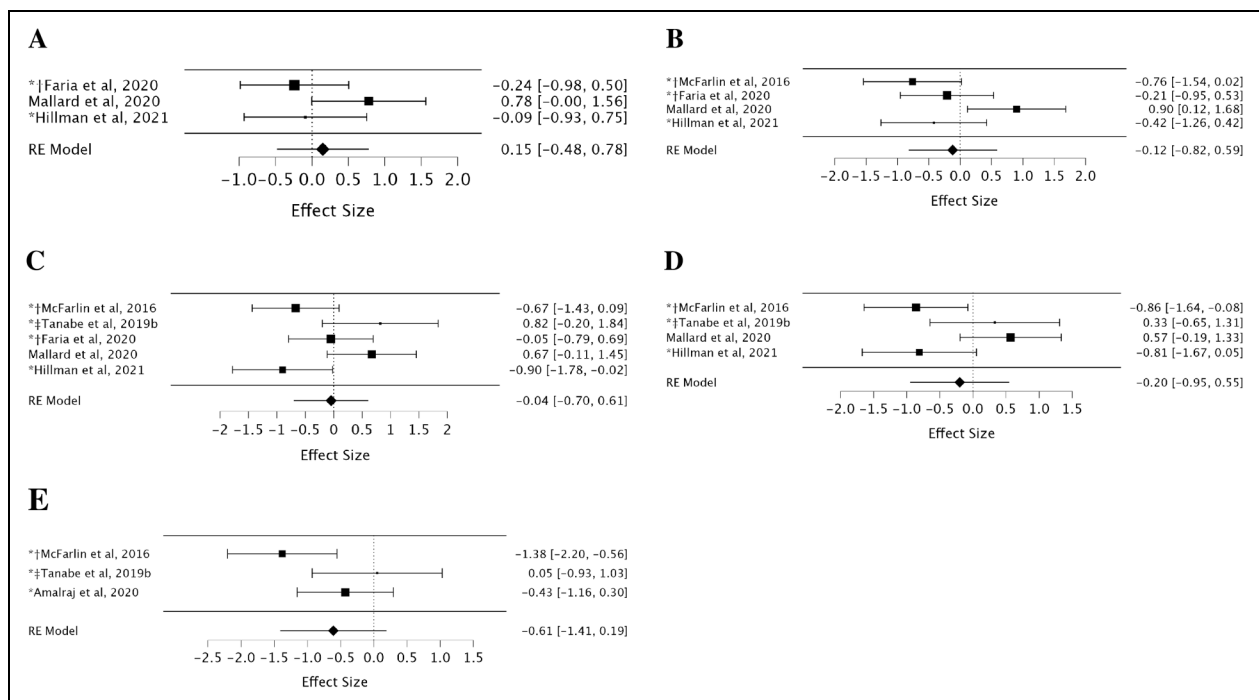 A
*†Faria et al, 2020 −0.24 [−0.98, 0.50]
Mallard et al, 2020 0.78 [−0.00, 1.56]
*Hillman et al, 2021 −0.09 [−0.93, 0.75]
RE Model 0.15 [−0.48, 0.78]
−1.0 −0.5 0.0 0.5 1.0 1.5 2.0
Effect Size
B
*†McFarlin et al, 2016 −0.76 [−1.54, 0.02]
*†Faria et al, 2020 −0.21 [−0.95, 0.53]
Mallard et al, 2020 0.90 [0.12, 1.68]
*Hillman et al, 2021 −0.42 [−1.26, 0.42]
RE Model −0.12 [−0.82, 0.59]
−2.0 −1.5 −1.0 −0.5 0.0 0.5 1.0 1.5 2.0
Effect Size
C
*†McFarlin et al, 2016 −0.67 [−1.43, 0.09]
*‡Tanabe et al, 2019b 0.82 [−0.20, 1.84]
*†Faria et al, 2020 −0.05 [−0.79, 0.69]
Mallard et al, 2020 0.67 [−0.11, 1.45]
*Hillman et al, 2021 −0.90 [−1.78, −0.02]
RE Model −0.04 [−0.70, 0.61]
−2 −1.5 −1 −0.5 0 0.5 1 1.5 2
Effect Size
D
*†McFarlin et al, 2016 −0.86 [−1.64, −0.08]
*‡Tanabe et al, 2019b 0.33 [−0.65, 1.31]
Mallard et al, 2020 0.57 [−0.19, 1.33]
*Hillman et al, 2021 −0.81 [−1.67, 0.05]
RE Model −0.20 [−0.95, 0.55]
−2.0 −1.5 −1.0 −0.5 0.0 0.5 1.0 1.5
Effect Size
E
*†McFarlin et al, 2016 −1.38 [−2.20, −0.56]
*‡Tanabe et al, 2019b 0.05 [−0.93, 1.03]
*Amalraj et al, 2020 −0.43 [−1.16, 0.30]
RE Model −0.61 [−1.41, 0.19]
−2.5 −2.0 −1.5 −1.0 −0.5 0.0 0.5 1.0 1.5
Effect Size